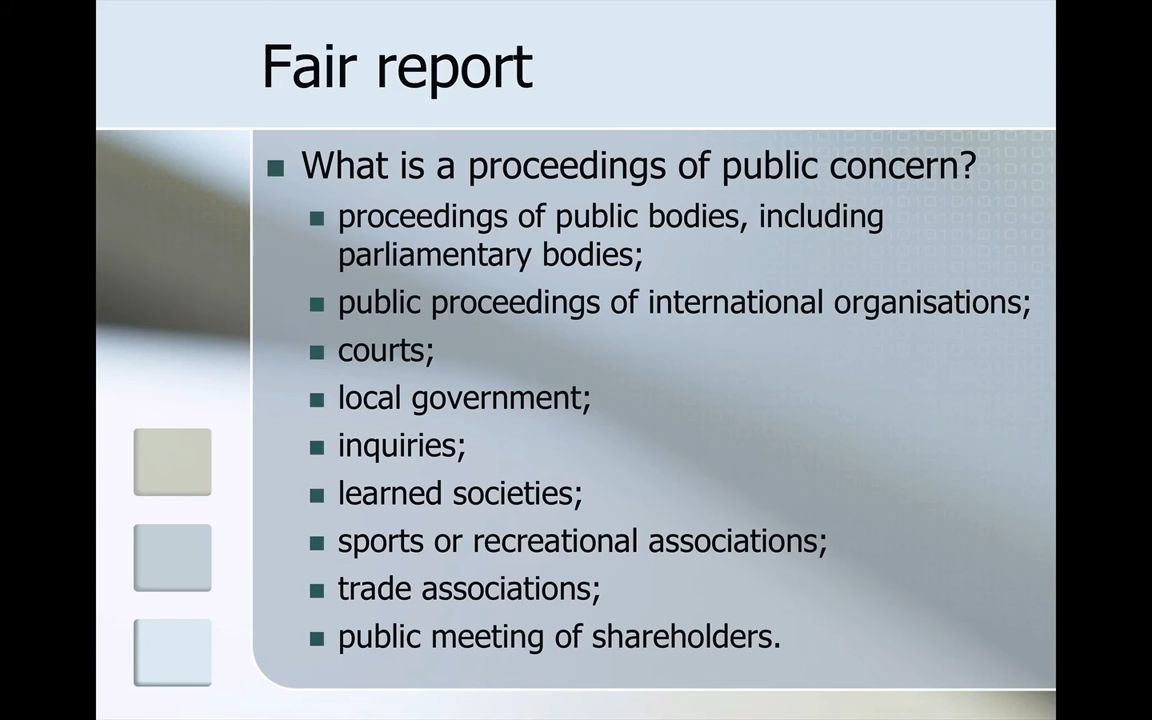 Fair report
What is a proceedings of public concern?
proceedings of public bodies, including
parliamentary bodies;
public proceedings of international organisations;
courts;
local government;
inquiries;
learned societies;
sports or recreational associations;
trade associations;
public meeting of shareholders.